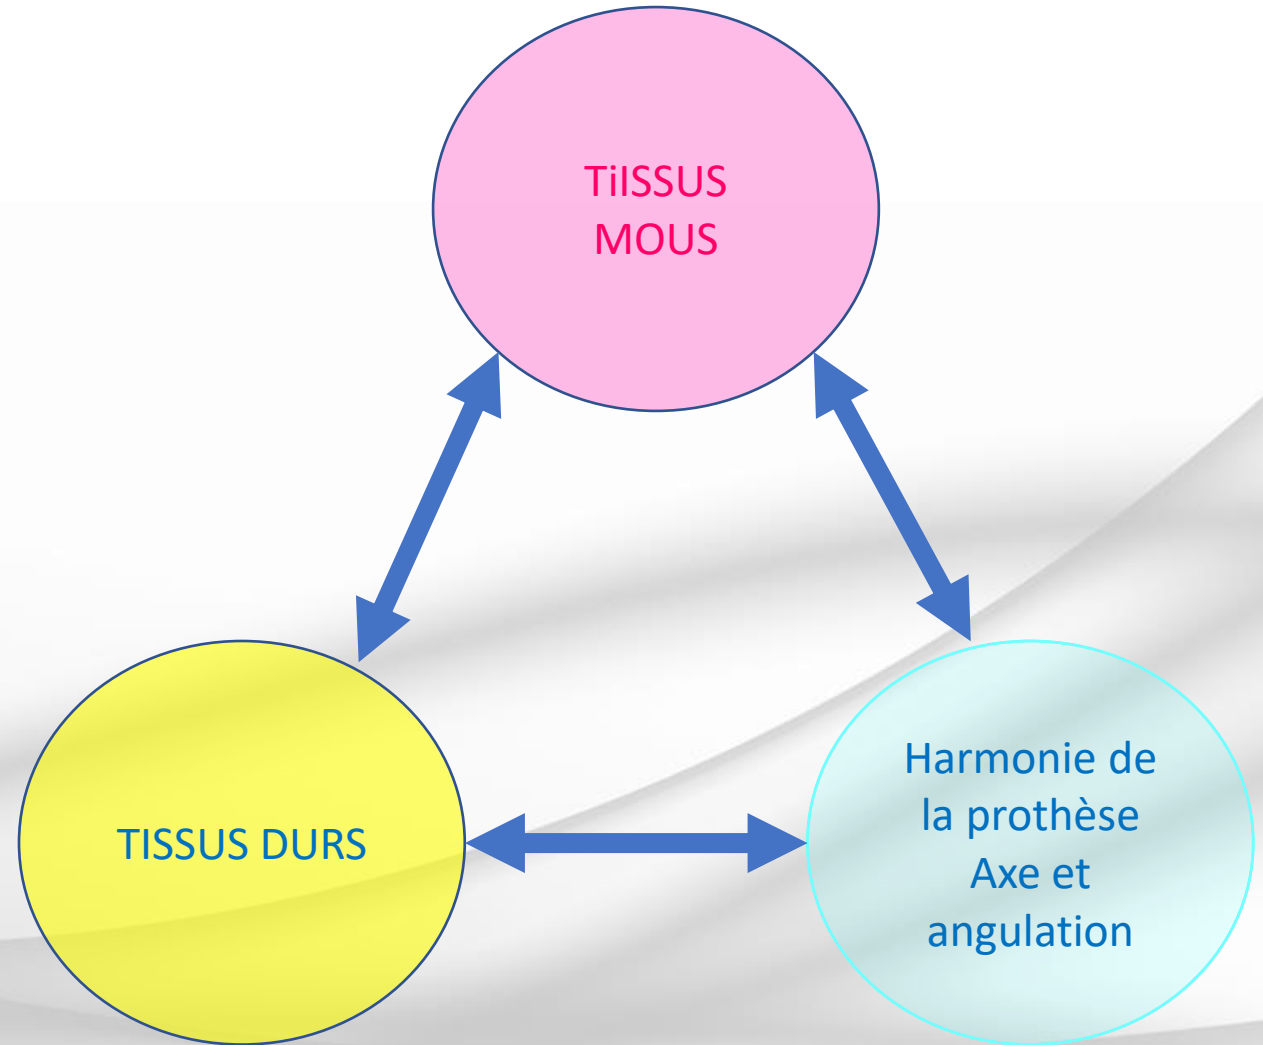 TiISSUS
MOUS
TISSUS DURS
Harmonie de
la prothèse
Axe et
angulation